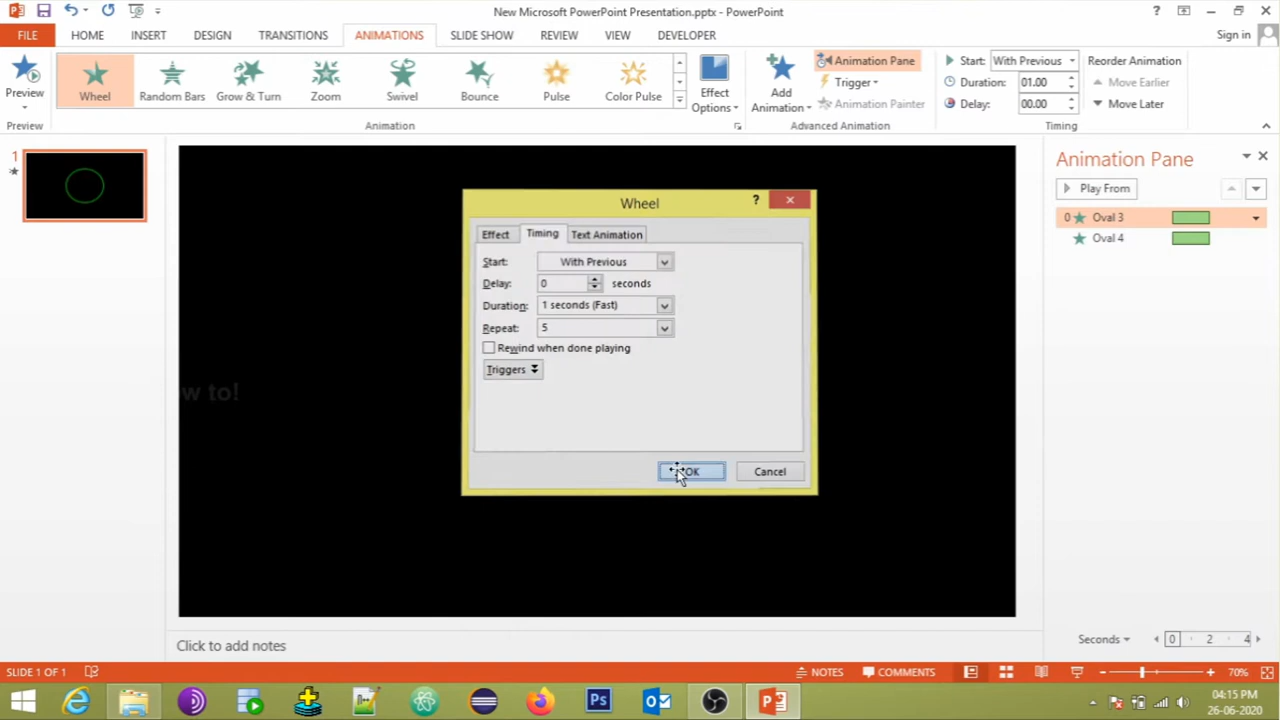 New Microsoft PowerPoint Presentation.pptx - PowerPoint
Sign in
FILE HOME INSERT DESIGN TRANSITIONS ANIMATIONS SLIDE SHOW REVIEW VIEW DEVELOPER
Preview
Wheel Random Bars Grow & Turn Zoom Swivel Bounce Pulse Color Pulse
Effect Options
Add Animation
Animation Pane
Trigger
Animation Painter
Start: With Previous
Duration: 01.00
Delay: 00.00
Reorder Animation
Move Earlier
Move Later
Preview Animation Advanced Animation Timing
1
Wheel
Effect Timing Text Animation
Start: With Previous
Delay: 0 seconds
Duration: 1 seconds (Fast)
Repeat: 5
Rewind when done playing
Triggers
OK Cancel
to!
Animation Pane
Play From
0 Oval 3
Oval 4
Seconds 0 2 4
Click to add notes
SLIDE 1 OF 1 NOTES COMMENTS 70%
Ps
04:15 PM
26-06-2020